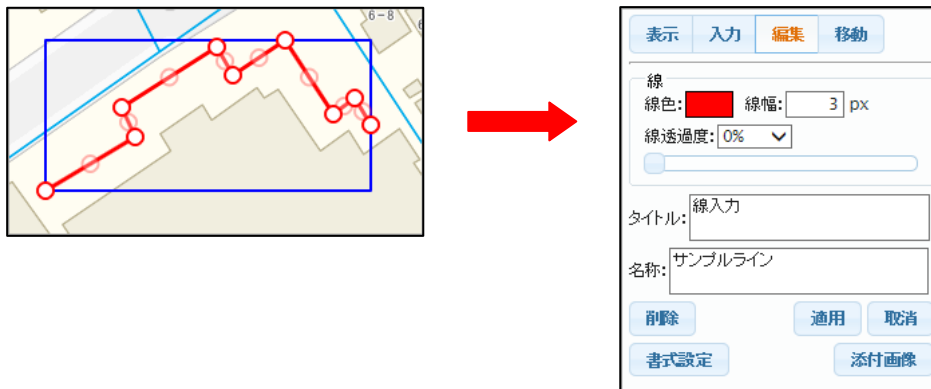 6-8
表示 入力 編集 移動
線
線色: 線幅: 3 px
線透過度: 0%
タイトル: 線入力
名称: サンプルライン
削除 適用 取消
書式設定 添付画像